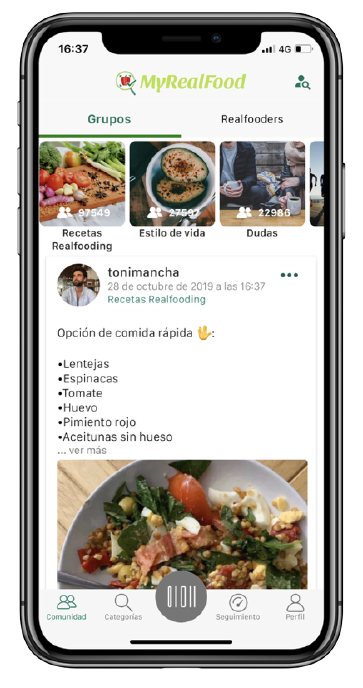 16:37
4G
MyRealFood
Grupos
Realfooders
97549
27597
22986
Recetas
Realfooding
Estilo de vida
Dudas
tonimancha
28 de octubre de 2019 a las 16:37
Recetas Realfooding
Opción de comida rápida 🖖:
•Lentejas
•Espinacas
•Tomate
•Huevo
•Pimiento rojo
•Aceitunas sin hueso
... ver más
Comunidad
Categorías
Seguimiento
Perfil